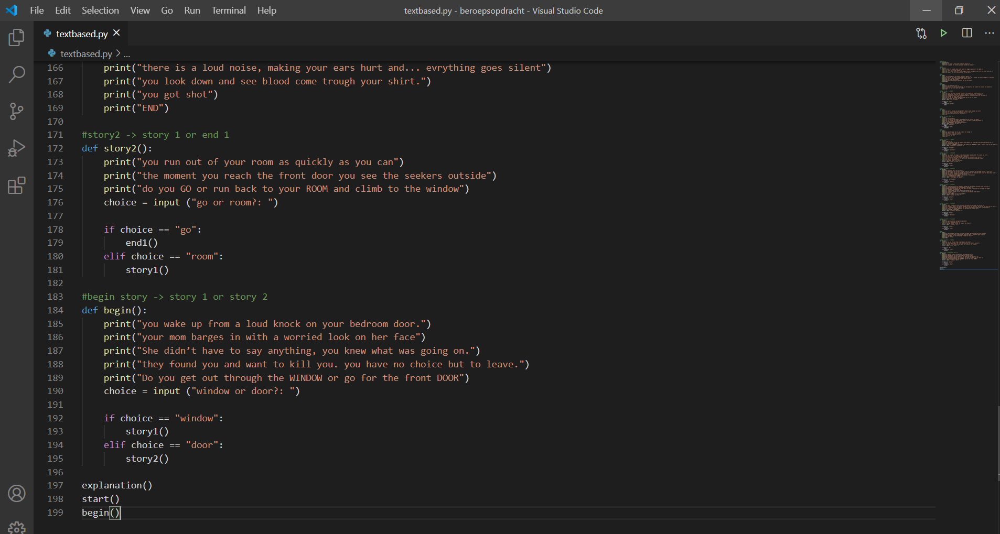 File Edit Selection View Go Run Terminal Help textbased.py - beroepsopdracht - Visual Studio Code
textbased.py
textbased.py > ...
166 print("there is a loud noise, making your ears hurt and... evrything goes silent")
167 print("you look down and see blood come trough your shirt.")
168 print("you got shot")
169 print("END")
170
171 #story2 -> story 1 or end 1
172 def story2():
173 print("you run out of your room as quickly as you can")
174 print("the moment you reach the front door you see the seekers outside")
175 print("do you GO or run back to your ROOM and climb to the window")
176 choice = input ("go or room?: ")
177
178 if choice == "go":
179 end1()
180 elif choice == "room":
181 story1()
182
183 #begin story -> story 1 or story 2
184 def begin():
185 print("you wake up from a loud knock on your bedroom door.")
186 print("your mom barges in with a worried look on her face")
187 print("She didn’t have to say anything, you knew what was going on.")
188 print("they found you and want to kill you. you have no choice but to leave.")
189 print("Do you get out through the WINDOW or go for the front DOOR")
190 choice = input ("window or door?: ")
191
192 if choice == "window":
193 story1()
194 elif choice == "door":
195 story2()
196
197 explanation()
198 start()
199 begin()